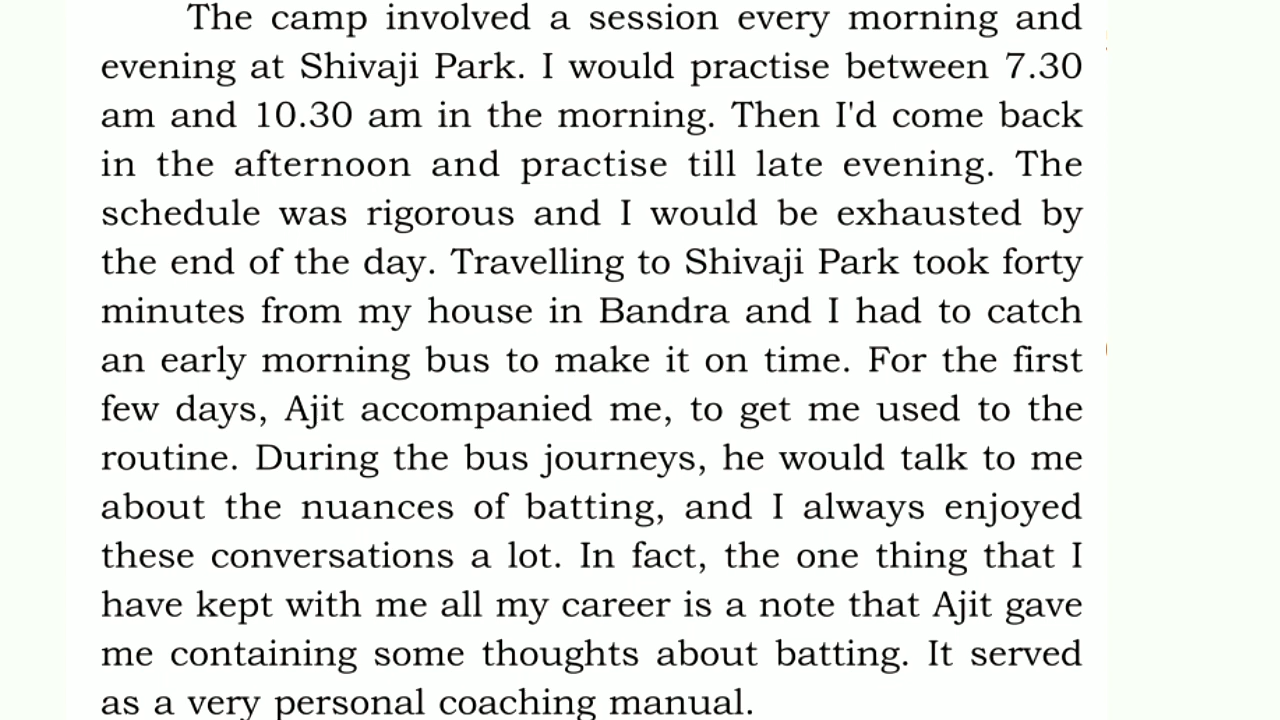 The camp involved a session every morning and
evening at Shivaji Park. I would practise between 7.30
am and 10.30 am in the morning. Then I'd come back
in the afternoon and practise till late evening. The
schedule was rigorous and I would be exhausted by
the end of the day. Travelling to Shivaji Park took forty
minutes from my house in Bandra and I had to catch
an early morning bus to make it on time. For the first
few days, Ajit accompanied me, to get me used to the
routine. During the bus journeys, he would talk to me
about the nuances of batting, and I always enjoyed
these conversations a lot. In fact, the one thing that I
have kept with me all my career is a note that Ajit gave
me containing some thoughts about batting. It served
as a very personal coaching manual.